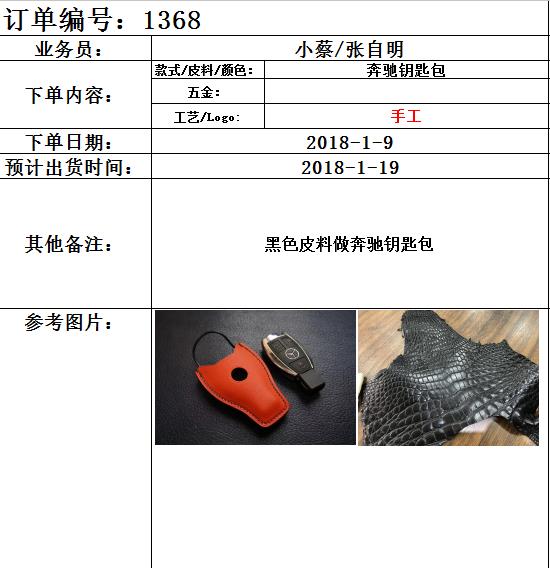 订单编号：1368
业务员：
小蔡/张自明
下单内容：
款式/皮料/颜色：
奔驰钥匙包
五金：
工艺/Logo:
手工
下单日期：
2018-1-9
预计出货时间：
2018-1-19
其他备注：
黑色皮料做奔驰钥匙包
参考图片：